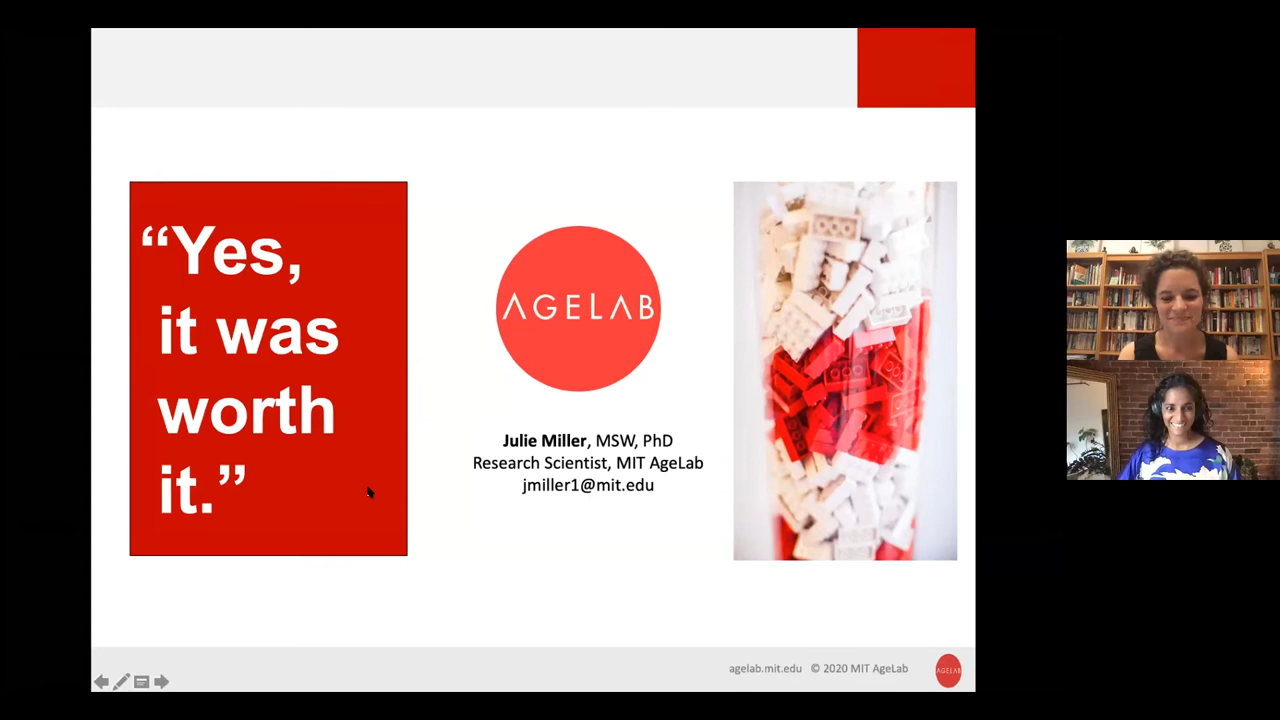 “Yes,
it was
worth
it.”
AGELAB
Julie Miller, MSW, PhD
Research Scientist, MIT AgeLab
jmiller1@mit.edu
agelab.mit.edu © 2020 MIT AgeLab
AGELAB